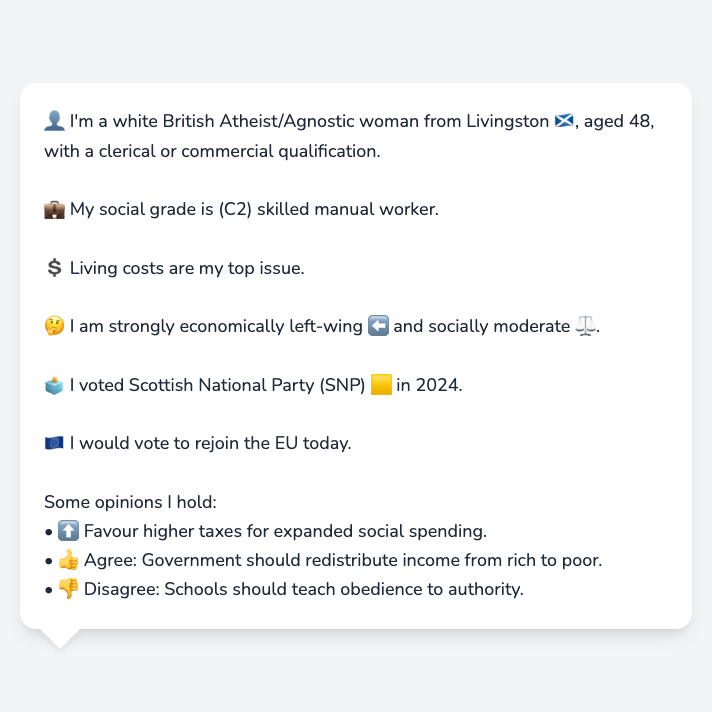 👤 I'm a white British Atheist/Agnostic woman from Livingston 🏴󠁧󠁢󠁳󠁣󠁴󠁿, aged 48,
with a clerical or commercial qualification.
💼 My social grade is (C2) skilled manual worker.
💲 Living costs are my top issue.
🤔 I am strongly economically left-wing ⬅️ and socially moderate ⚖️.
🗳️ I voted Scottish National Party (SNP) 🟨 in 2024.
🇪🇺 I would vote to rejoin the EU today.
Some opinions I hold:
• ⬆️ Favour higher taxes for expanded social spending.
• 👍 Agree: Government should redistribute income from rich to poor.
• 👎 Disagree: Schools should teach obedience to authority.